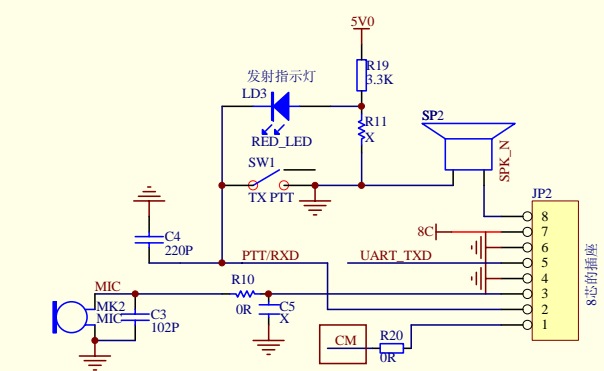 5V0
R19
3.3K
发射指示灯
LD3
RED_LED
R11
X
SP2
SPK_N
SW1
TX PTT
JP2
8
7
6
5
4
3
2
1
8芯的插座
8C
C4
220P
PTT/RXD
UART_TXD
MIC
R10
0R
MK2
MIC
C3
102P
C5
X
CM
R20
0R